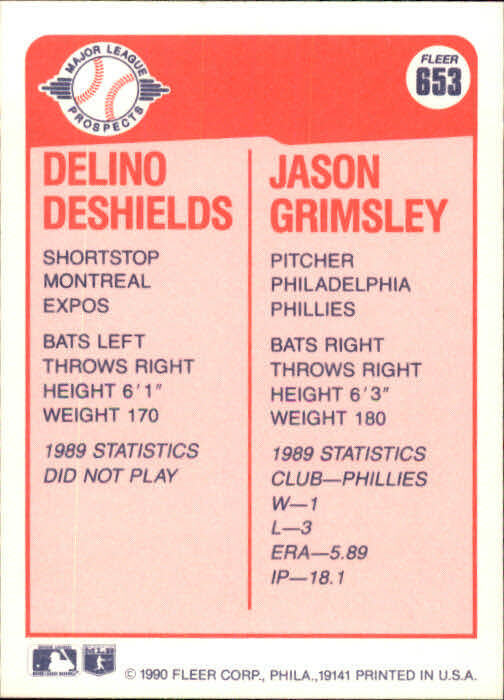 MAJOR LEAGUE
PROSPECTS
FLEER
653
DELINO
DESHIELDS
SHORTSTOP
MONTREAL
EXPOS
BATS LEFT
THROWS RIGHT
HEIGHT 6'1"
WEIGHT 170
1989 STATISTICS
DID NOT PLAY
JASON
GRIMSLEY
PITCHER
PHILADELPHIA
PHILLIES
BATS RIGHT
THROWS RIGHT
HEIGHT 6'3"
WEIGHT 180
1989 STATISTICS
CLUB—PHILLIES
W—1
L—3
ERA—5.89
IP—18.1
© 1990 FLEER CORP., PHILA.,19141 PRINTED IN U.S.A.